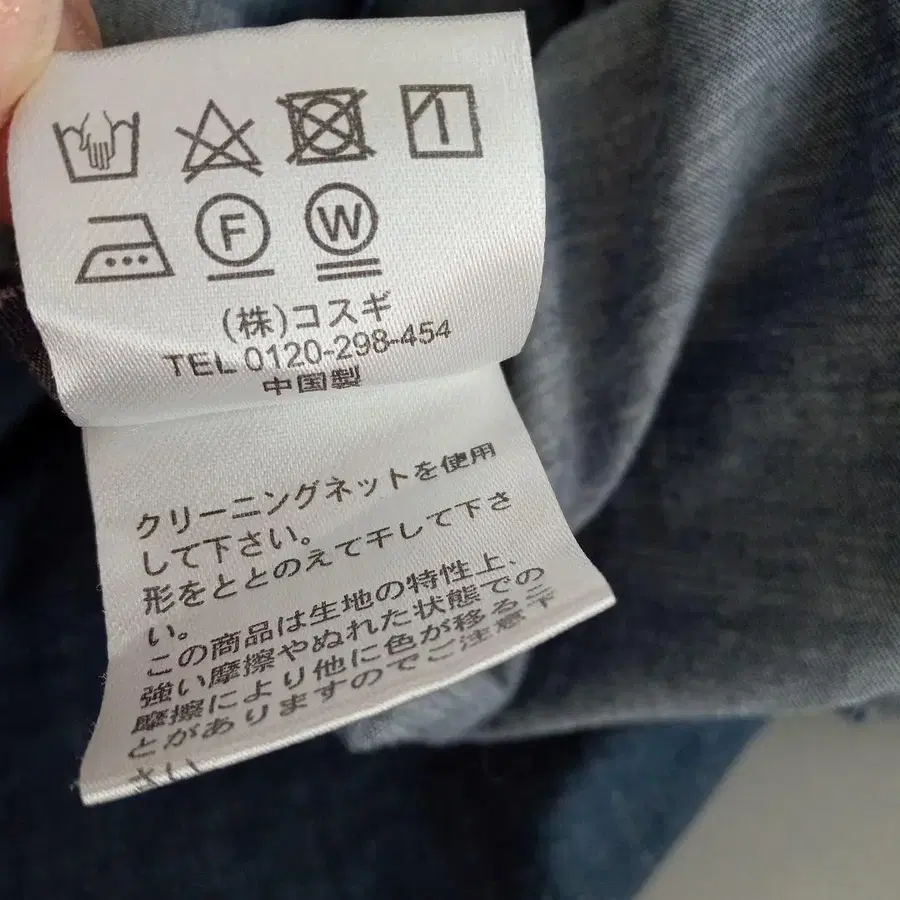 F W
(株)コスギ
TEL 0120-298-454
中国製
クリーニングネットを使用
して下さい。
形をととのえて干して下さ
い。
この商品は生地の特性上、
強い摩擦やぬれた状態での
摩擦により他に色が移るこ
とがありますのでご注意下
さい